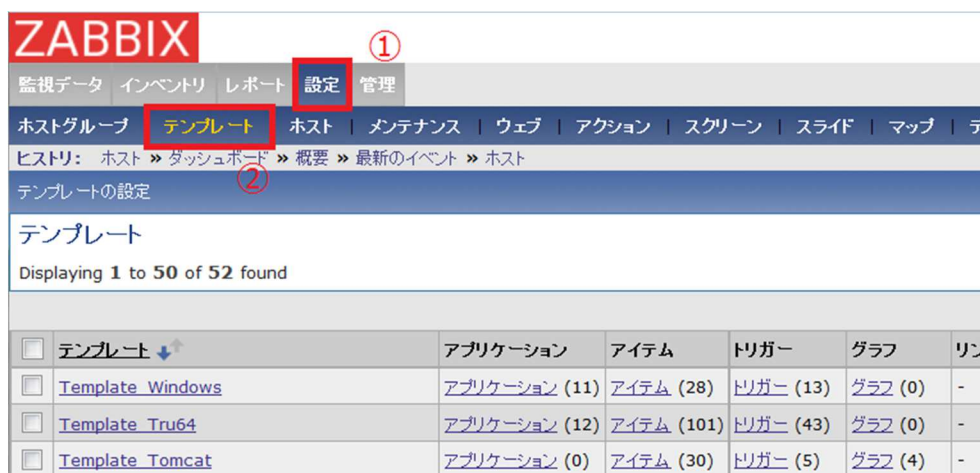 ZABBIX
①
監視データ インベントリ レポート 設定 管理
ホストグループ テンプレート ホスト | メンテナンス | ウェブ | アクション | スクリーン | スライド | マップ |
ヒストリ: ホスト » ダッシュボード » 概要 » 最新のイベント » ホスト
②
テンプレートの設定
テンプレート
Displaying 1 to 50 of 52 found
テンプレート アプリケーション アイテム トリガー グラフ
Template_Windows アプリケーション (11) アイテム (28) トリガー (13) グラフ (0) -
Template_Tru64 アプリケーション (12) アイテム (101) トリガー (43) グラフ (0) -
Template_Tomcat アプリケーション (0) アイテム (30) トリガー (5) グラフ (4) -